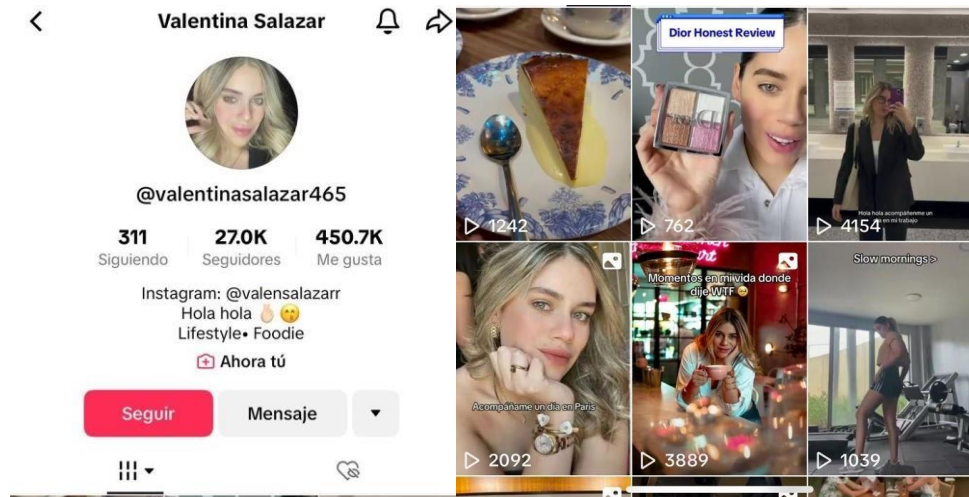 Valentina Salazar
@valentinasalazar465
311
Siguiendo
27.0K
Seguidores
450.7K
Me gusta
Instagram: @valensalazarr
Hola hola ✌🏻😙
Lifestyle• Foodie
Ahora tú
Seguir
Mensaje
1242
Dior Honest Review
762
Hola hola acompáñenme un
día en mi trabajo
4154
Acompáñame un día en Paris
2092
Momentos en mi vida donde
dije WTF
3889
Slow mornings >
1039